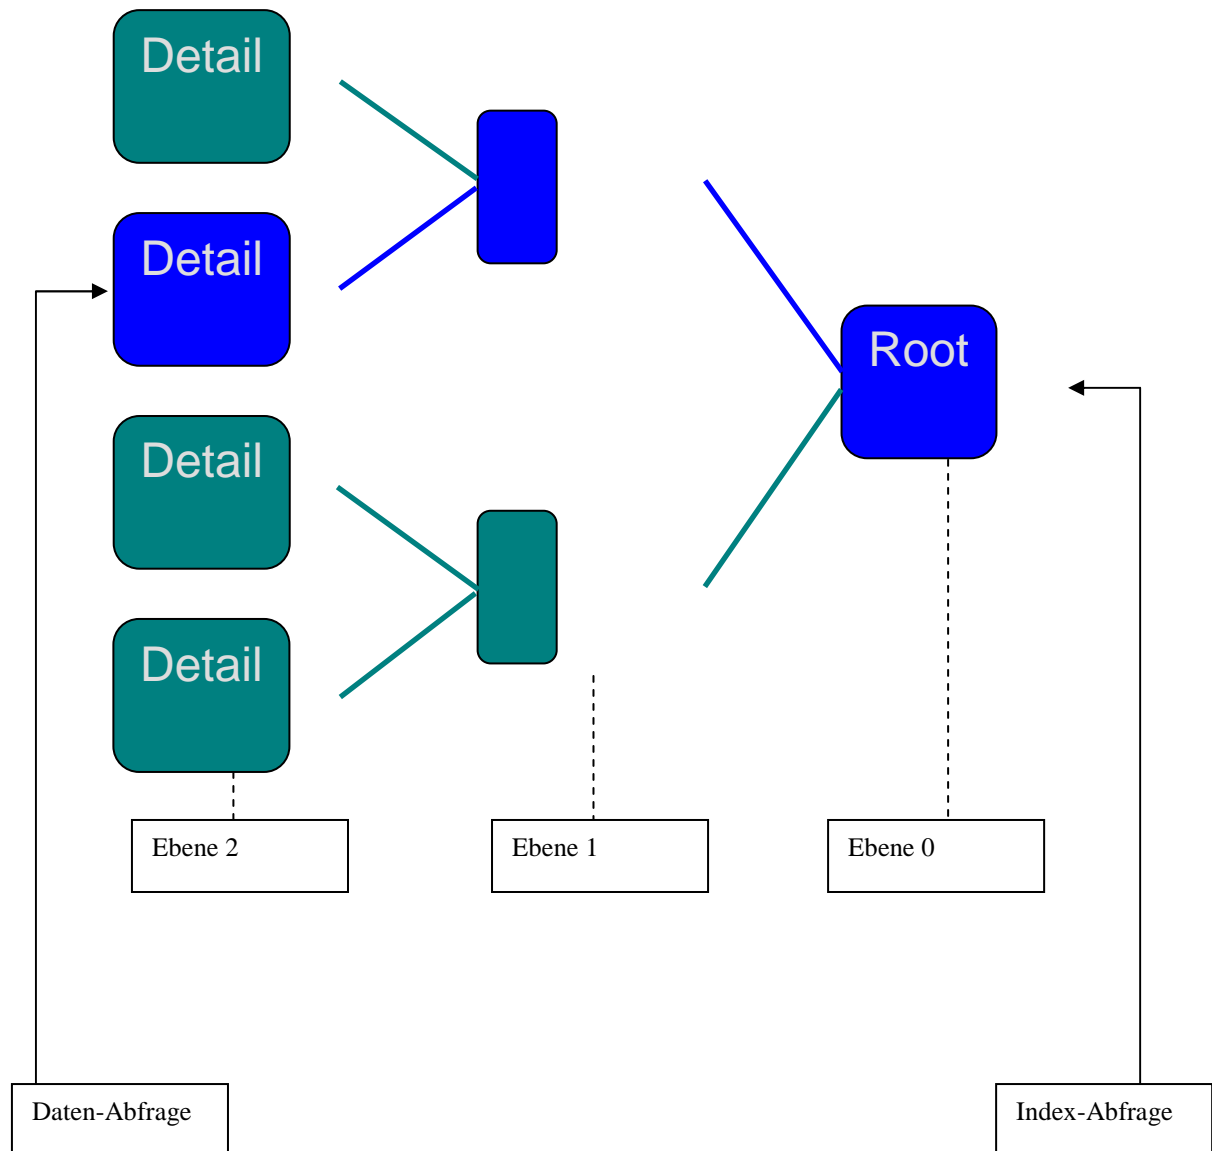 Detail
Detail
Root
Detail
Detail
Ebene 2
Ebene 1
Ebene 0
Daten-Abfrage
Index-Abfrage